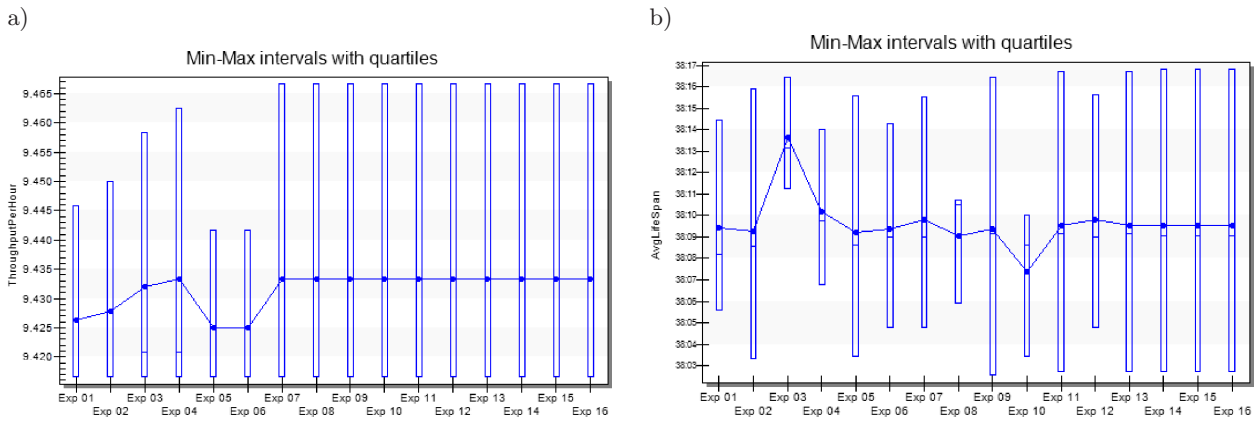 a)
Min-Max intervals with quartiles
ThroughputPerHour
9.465
9.460
9.455
9.450
9.445
9.440
9.435
9.430
9.425
9.420
Exp 01 Exp 03 Exp 05 Exp 07 Exp 09 Exp 11 Exp 13 Exp 15
Exp 02 Exp 04 Exp 06 Exp 08 Exp 10 Exp 12 Exp 14 Exp 16
b)
Min-Max intervals with quartiles
AvgLifeSpan
38:17
38:16
38:15
38:14
38:13
38:12
38:11
38:10
38:09
38:08
38:07
38:06
38:05
38:04
38:03
Exp 01 Exp 03 Exp 05 Exp 07 Exp 09 Exp 11 Exp 13 Exp 15
Exp 02 Exp 04 Exp 06 Exp 08 Exp 10 Exp 12 Exp 14 Exp 16